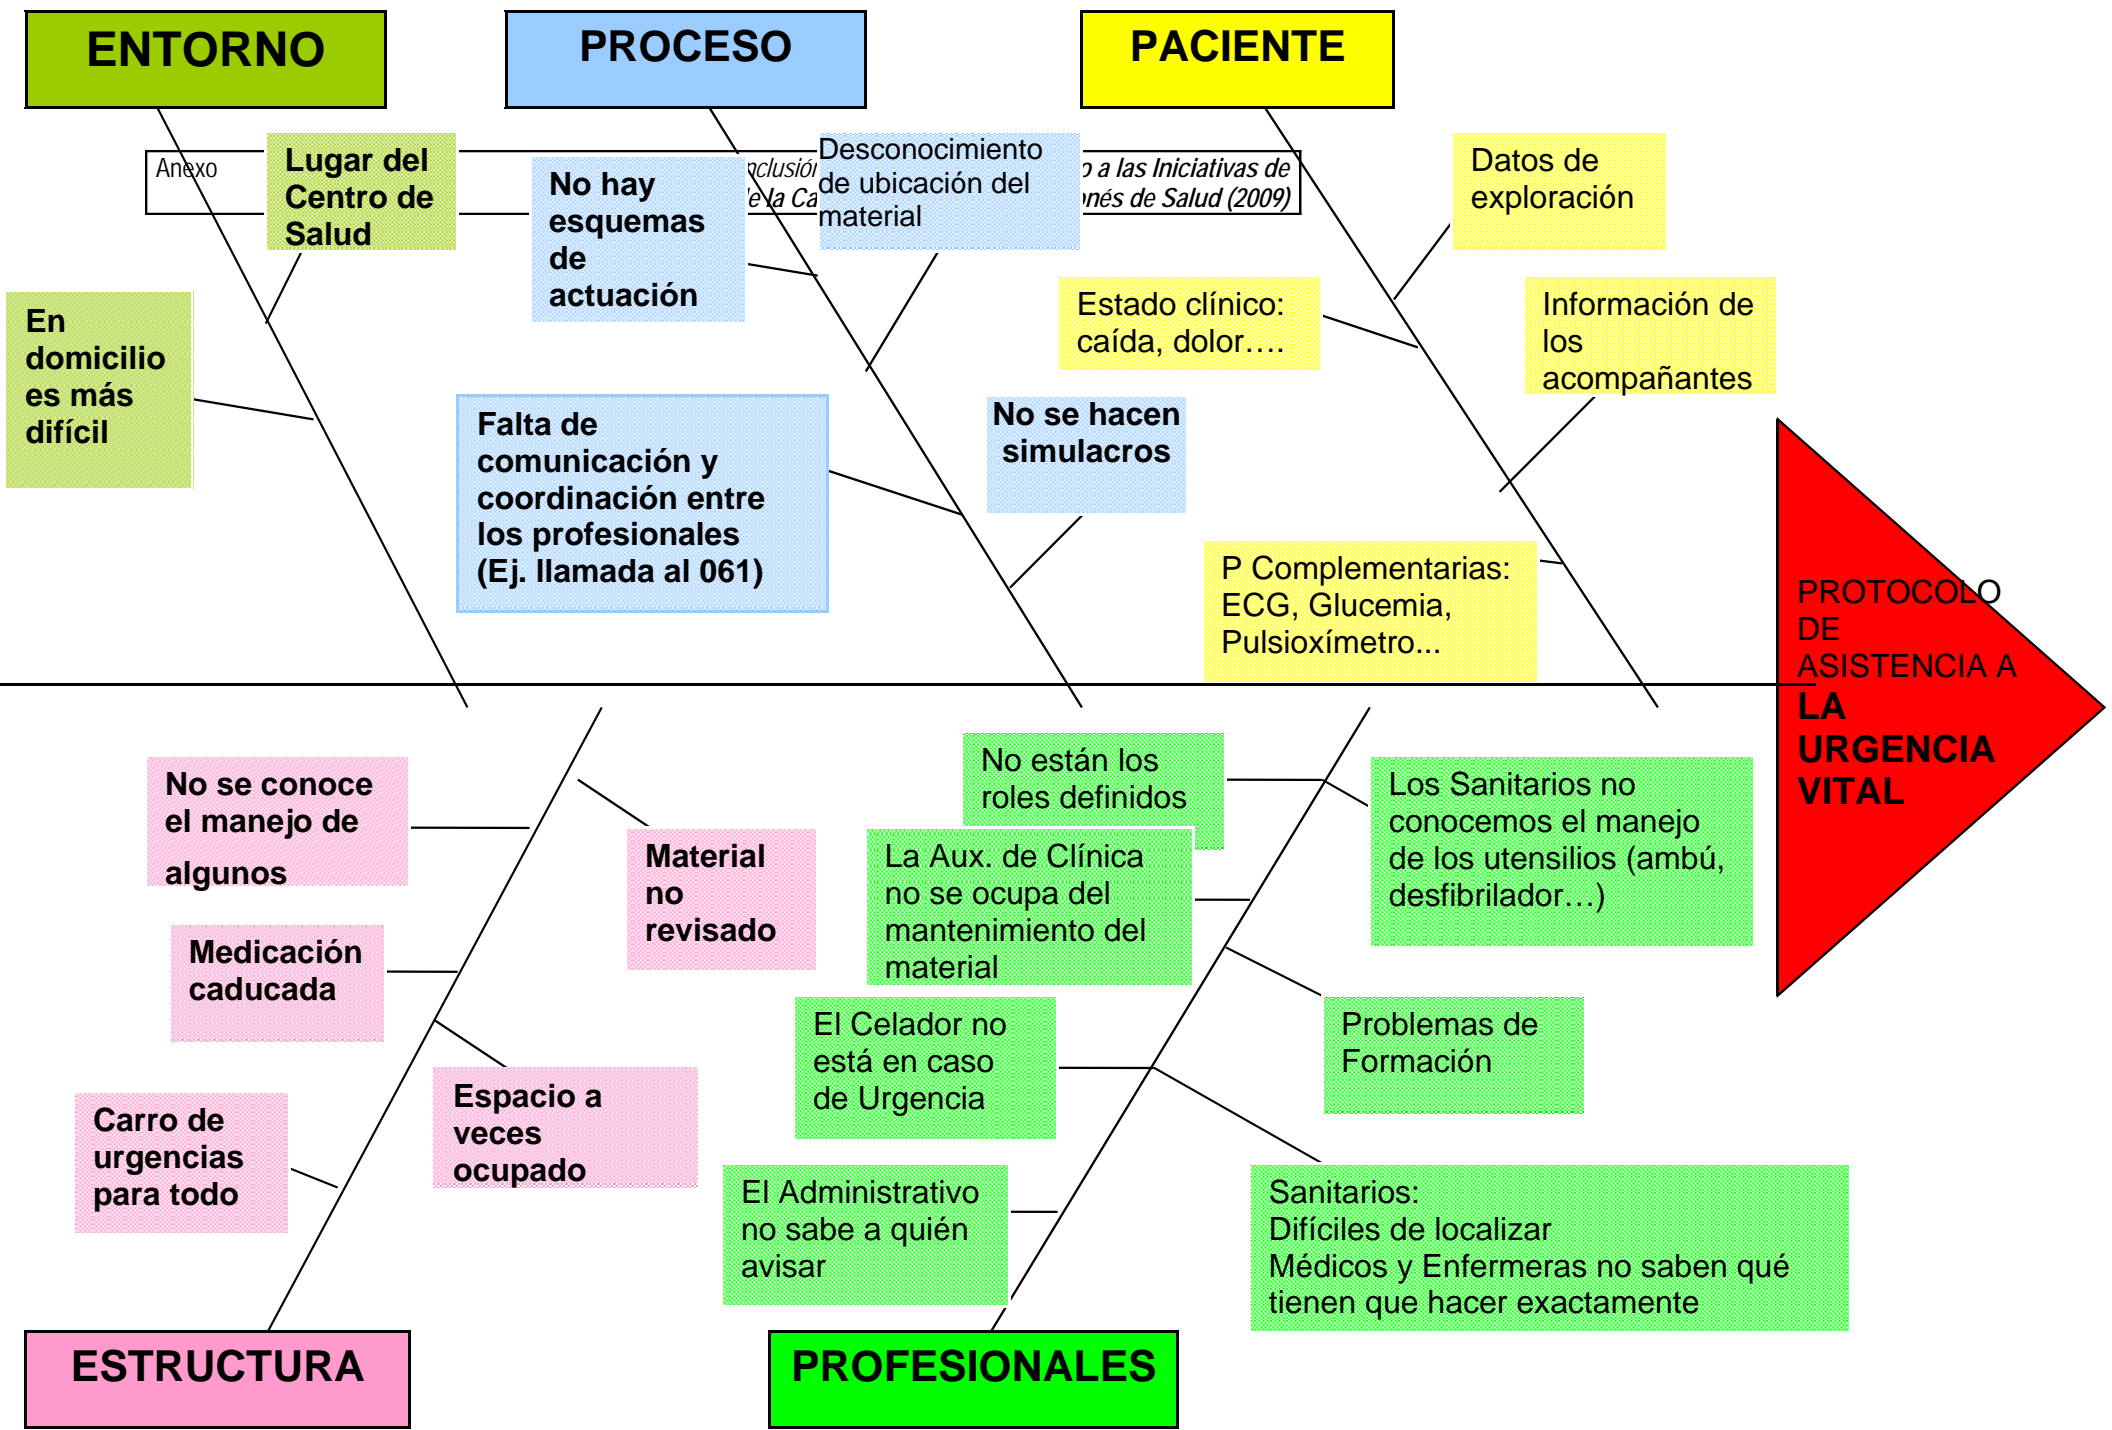 ENTORNO
PROCESO
PACIENTE
Anexo
nclusión
o a las Iniciativas de
e la Ca
onés de Salud (2009)
Lugar del
Centro de
Salud
En
domicilio
es más
difícil
No hay
esquemas
de
actuación
Desconocimiento
de ubicación del
material
Falta de
comunicación y
coordinación entre
los profesionales
(Ej. llamada al 061)
No se hacen
simulacros
Datos de
exploración
Estado clínico:
caída, dolor….
Información de
los
acompañantes
P Complementarias:
ECG, Glucemia,
Pulsioxímetro...
PROTOCOLO
DE
ASISTENCIA A
LA
URGENCIA
VITAL
No se conoce
el manejo de
algunos
Material
no
revisado
Medicación
caducada
Espacio a
veces
ocupado
Carro de
urgencias
para todo
No están los
roles definidos
Los Sanitarios no
conocemos el manejo
de los utensilios (ambú,
desfibrilador…)
La Aux. de Clínica
no se ocupa del
mantenimiento del
material
El Celador no
está en caso
de Urgencia
Problemas de
Formación
El Administrativo
no sabe a quién
avisar
Sanitarios:
Difíciles de localizar
Médicos y Enfermeras no saben qué
tienen que hacer exactamente
ESTRUCTURA
PROFESIONALES